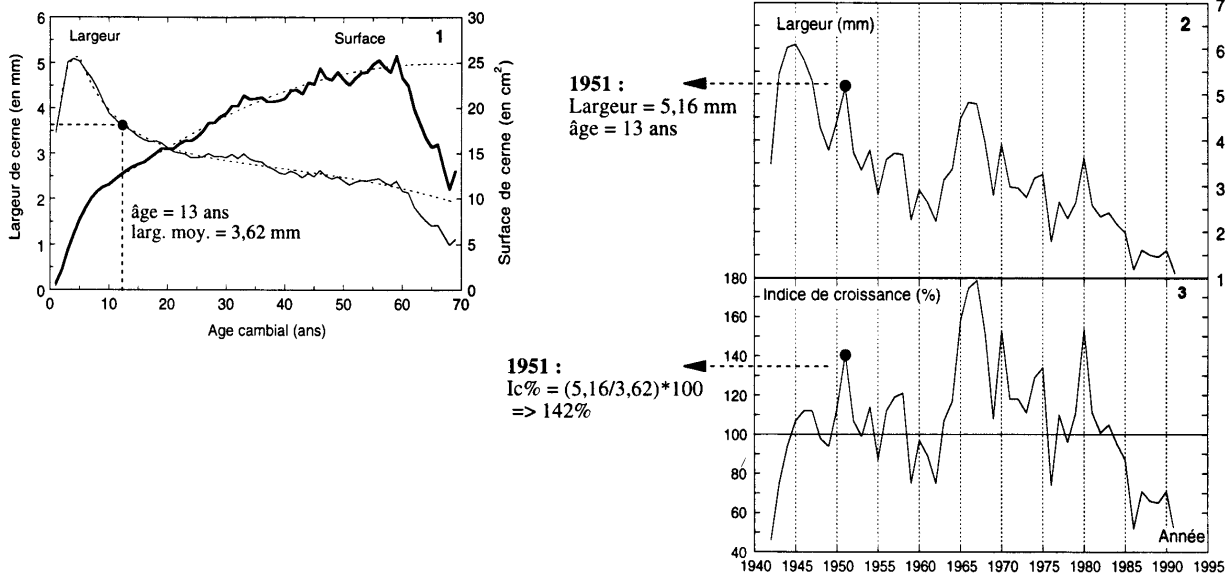 Largeur
Surface
1
Largeur de cerne (en mm)
6
5
4
3
2
1
0
30
25
20
15
10
5
0
Surface de cerne (en cm²)
âge = 13 ans
larg. moy. = 3,62 mm
0 10 20 30 40 50 60 70
Age cambial (ans)
1951 :
Largeur = 5,16 mm
âge = 13 ans
Largeur (mm)
2
7
6
5
4
3
2
1
1951 :
Ic% = (5,16/3,62)*100
=> 142%
Indice de croissance (%)
3
180
160
140
120
100
80
60
40
Année
1940 1945 1950 1955 1960 1965 1970 1975 1980 1985 1990 1995